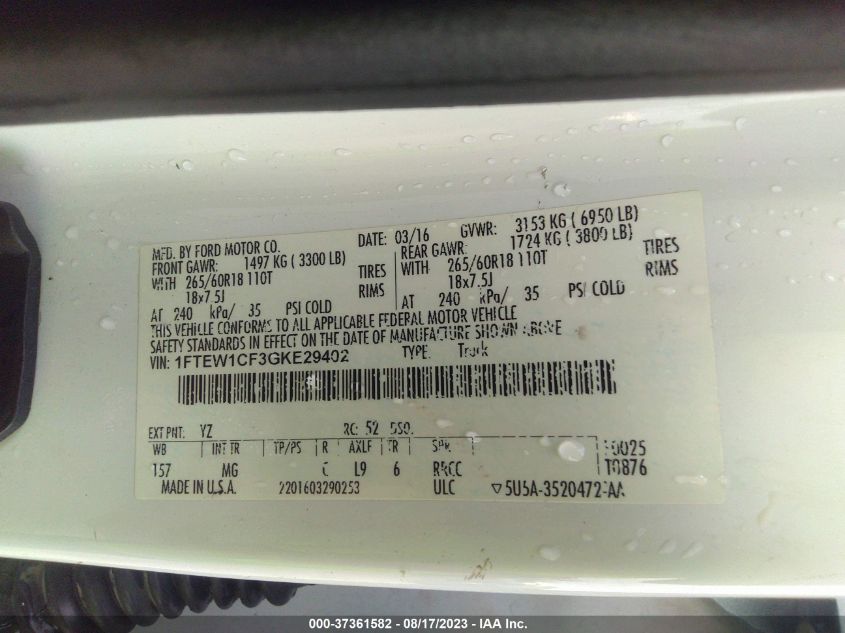 MFD. BY FORD MOTOR CO.
DATE: 03/16 GVWR: 3153 KG ( 6950 LB)
FRONT GAWR: 1497 KG ( 3300 LB)
REAR GAWR: 1724 KG ( 3800 LB)
WITH 265/60R18 110T TIRES
WITH 265/60R18 110T TIRES
18x7.5J RIMS
18x7.5J RIMS
AT 240 kPa/ 35 PSI COLD
AT 240 kPa/ 35 PSI COLD
THIS VEHICLE CONFORMS TO ALL APPLICABLE FEDERAL MOTOR VEHICLE
SAFETY STANDARDS IN EFFECT ON THE DATE OF MANUFACTURE SHOWN ABOVE
VIN: 1FTEW1CF3GKE29402 TYPE: Truck
EXT PNT: YZ RC: 52 DSO:
WB INT TR TP/PS R AXLE TR SPR 10025
157 MG L9 6 RRCC T0876
MADE IN U.S.A. 2201603290253 ULC ▽5U5A-3520472-AA
000-37361582 - 08/17/2023 - IAA Inc.